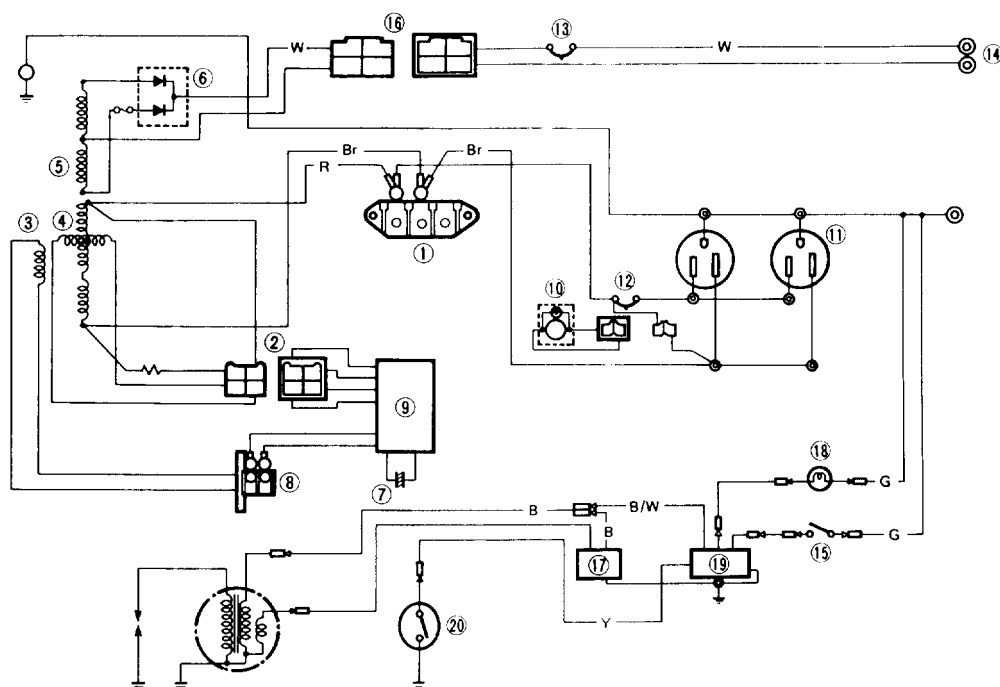 ⑯
⑬
W
W
⑭
⑥
⑤
Br
Br
R
③
④
①
⑪
⑩
⑫
②
⑨
⑧
⑦
⑱
G
B
B/W
B
G
⑮
⑰
⑲
⑳
Y